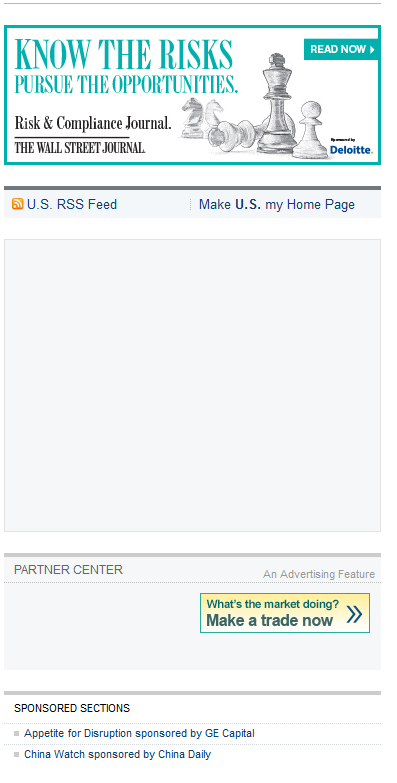 KNOW THE RISKS
PURSUE THE OPPORTUNITIES.
READ NOW
Risk & Compliance Journal.
THE WALL STREET JOURNAL.
Sponsored by
Deloitte.
U.S. RSS Feed
Make U.S. my Home Page
PARTNER CENTER
An Advertising Feature
What's the market doing?
Make a trade now
SPONSORED SECTIONS
Appetite for Disruption sponsored by GE Capital
China Watch sponsored by China Daily